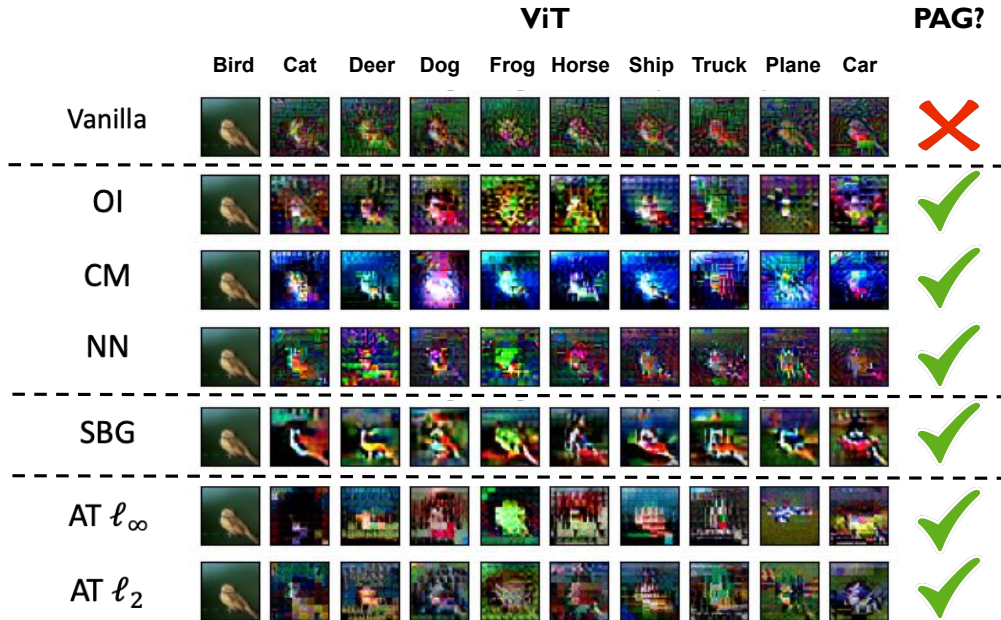 ViT PAG?
Bird Cat Deer Dog Frog Horse Ship Truck Plane Car
Vanilla
OI
CM
NN
SBG
AT ℓ∞
AT ℓ2